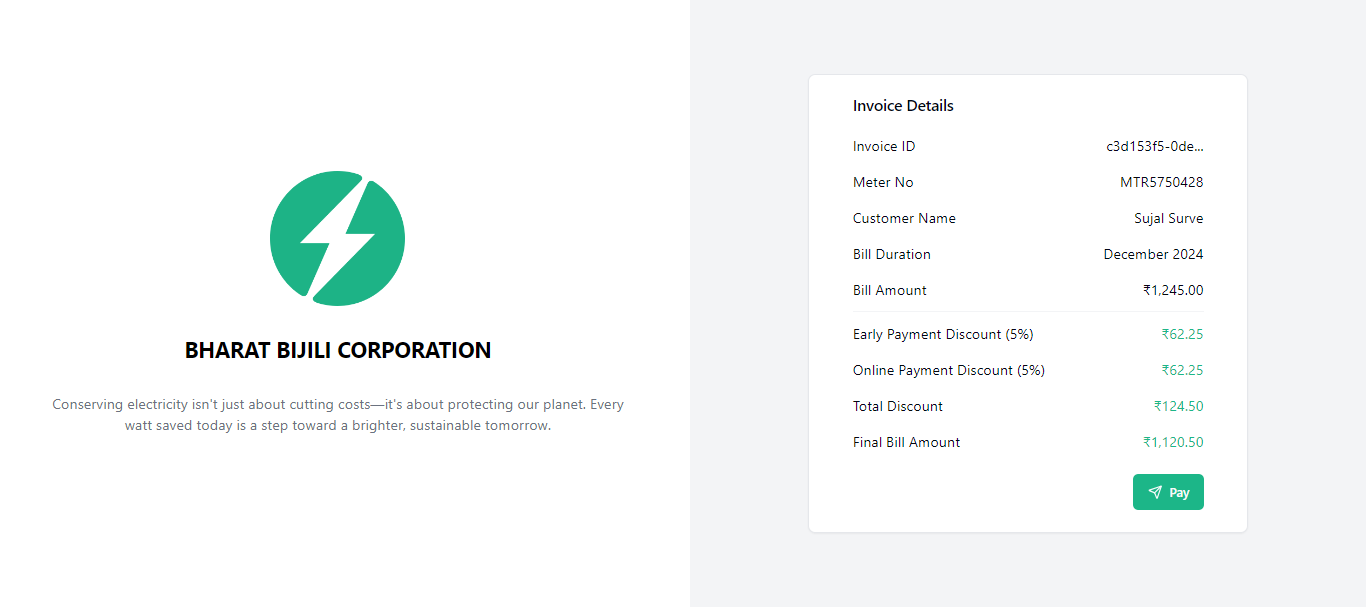 BHARAT BIJILI CORPORATION
Conserving electricity isn't just about cutting costs—it's about protecting our planet. Every
watt saved today is a step toward a brighter, sustainable tomorrow.
Invoice Details
Invoice ID c3d153f5-0de...
Meter No MTR5750428
Customer Name Sujal Surve
Bill Duration December 2024
Bill Amount ₹1,245.00
Early Payment Discount (5%) ₹62.25
Online Payment Discount (5%) ₹62.25
Total Discount ₹124.50
Final Bill Amount ₹1,120.50
Pay